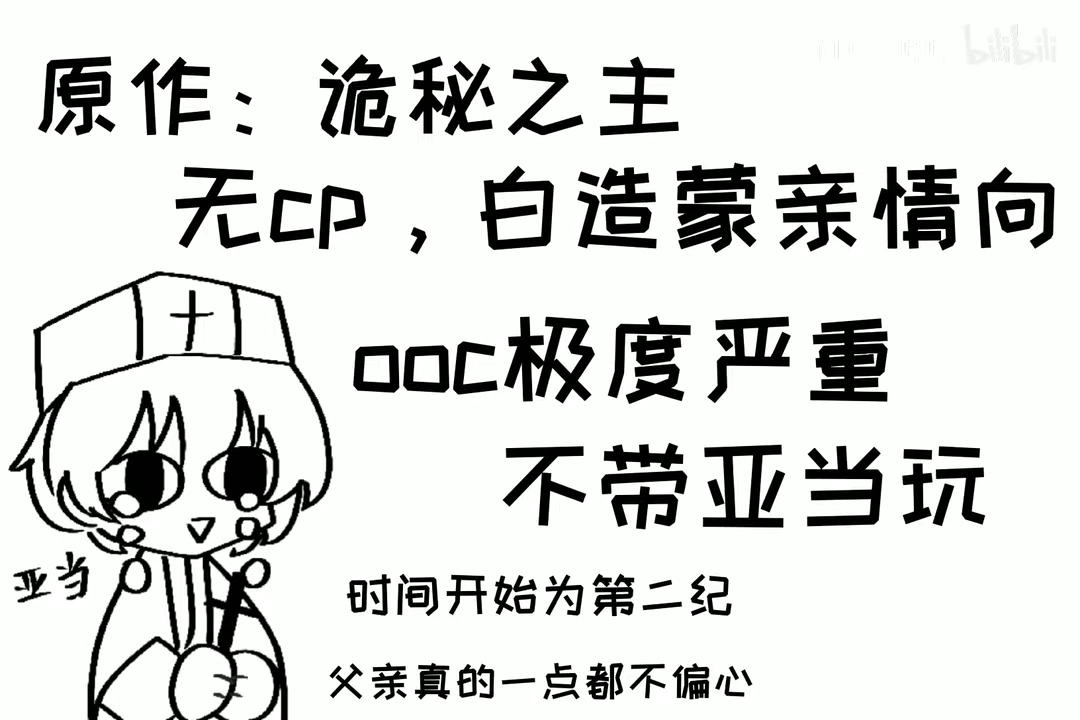 bilibili
原作：诡秘之主
无cp，白造蒙亲情向
ooc极度严重
不带亚当玩
亚当
时间开始为第二纪
父亲真的一点都不偏心